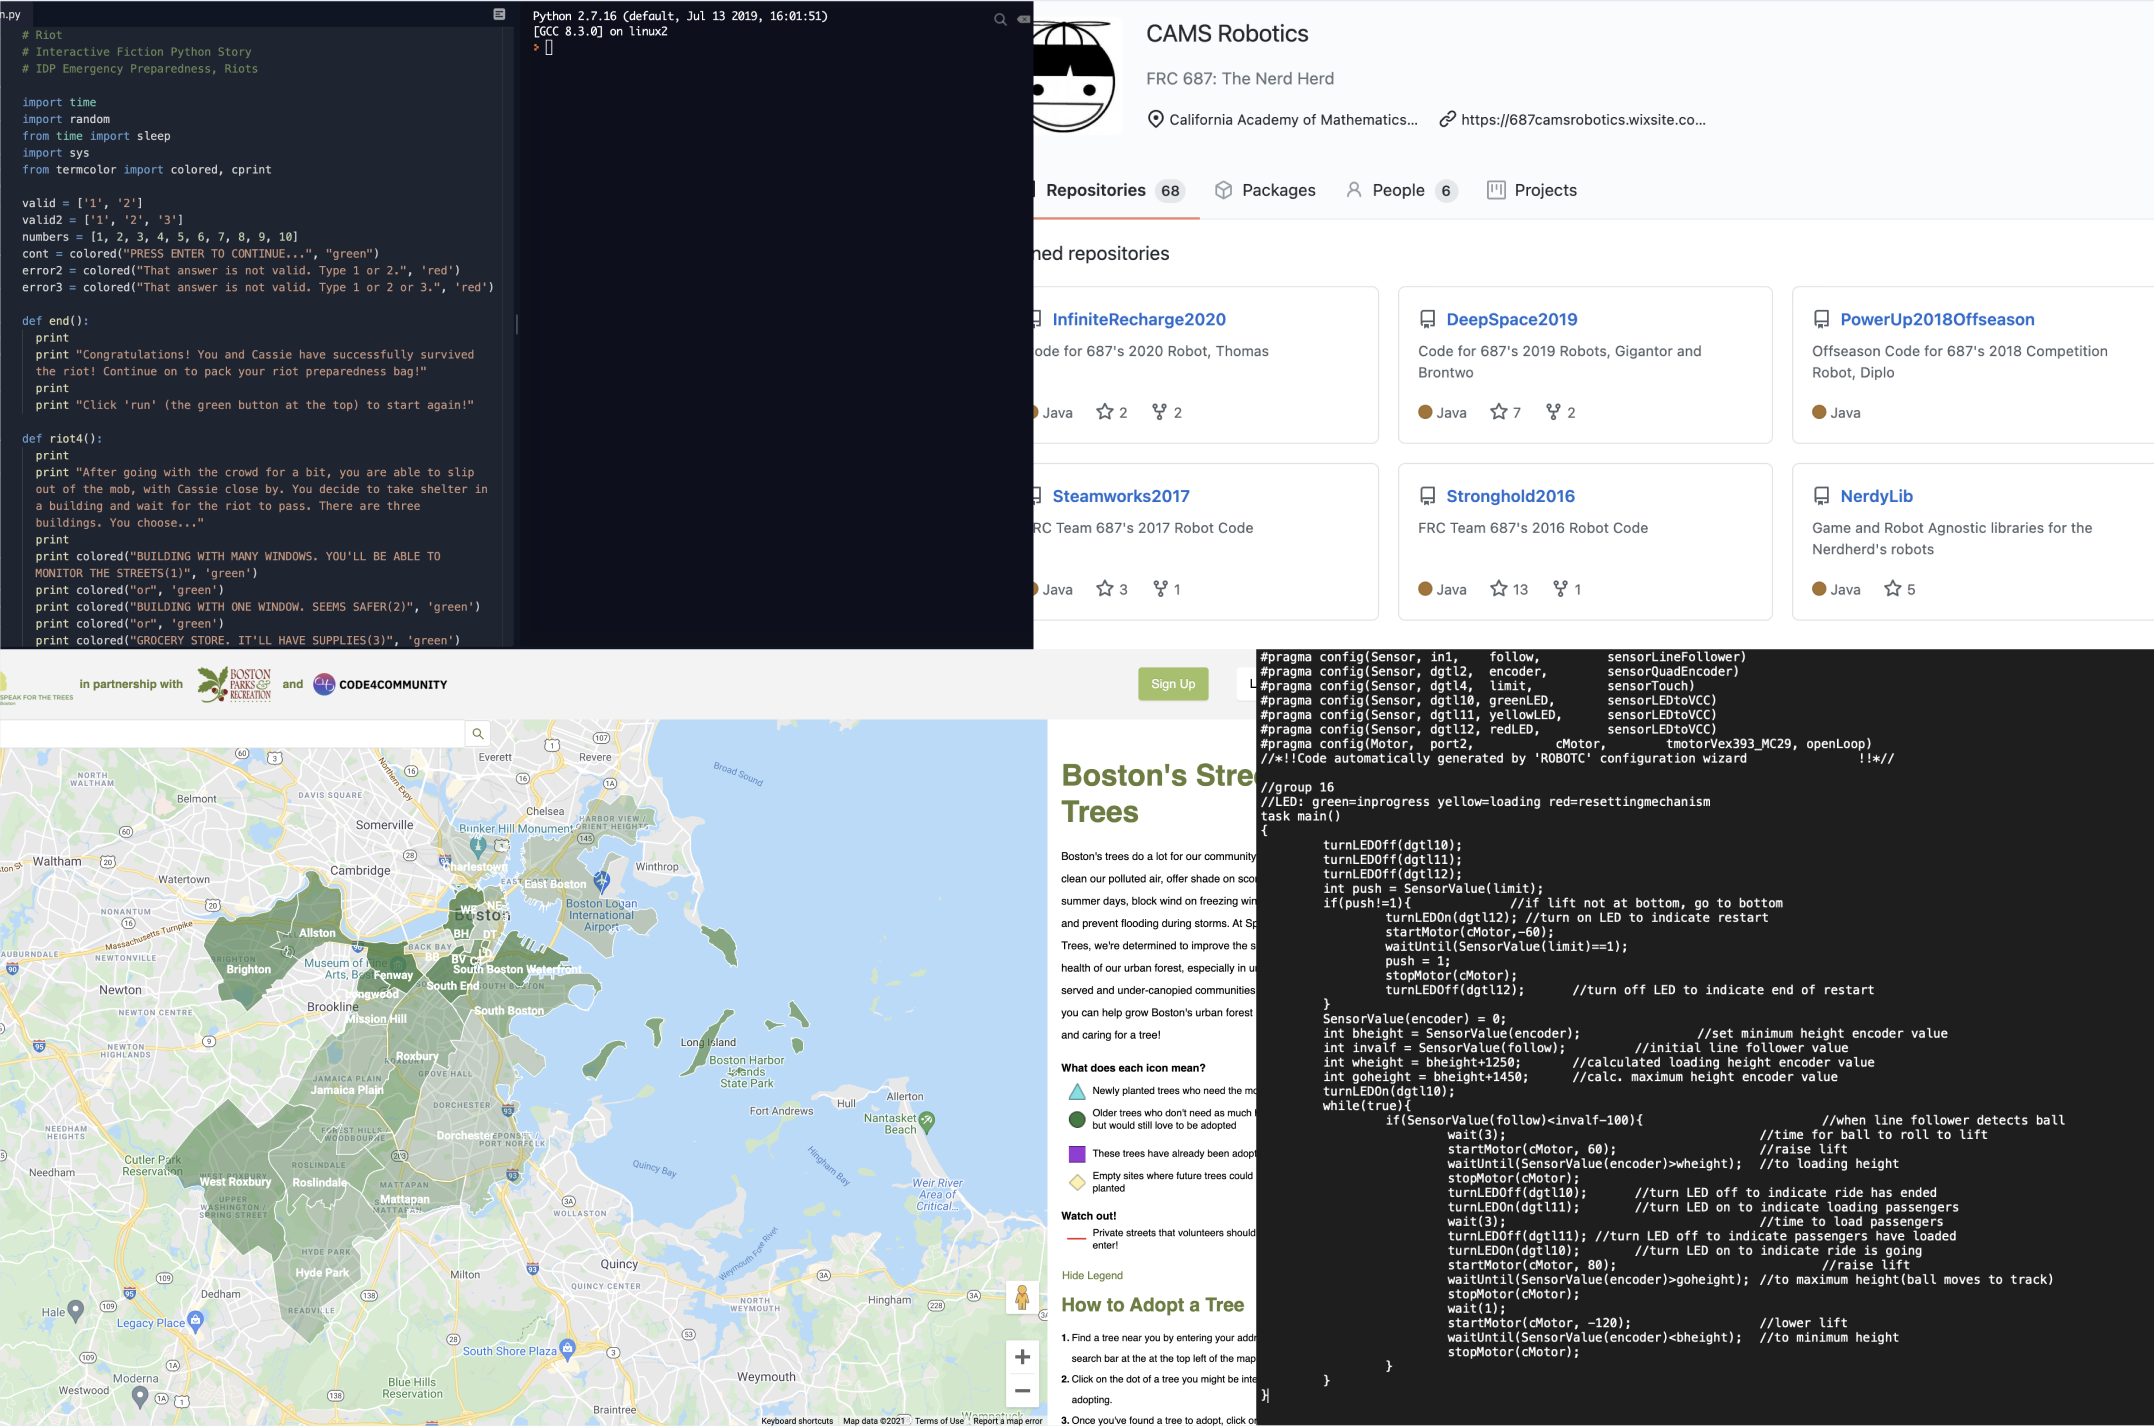 n.py
# Riot
# Interactive Fiction Python Story
# IDP Emergency Preparedness, Riots
import time
import random
from time import sleep
import sys
from termcolor import colored, cprint
valid = ['1', '2']
valid2 = ['1', '2', '3']
numbers = [1, 2, 3, 4, 5, 6, 7, 8, 9, 10]
cont = colored("PRESS ENTER TO CONTINUE...", "green")
error2 = colored("That answer is not valid. Type 1 or 2.", 'red')
error3 = colored("That answer is not valid. Type 1 or 2 or 3.", 'red')
def end():
print
print "Congratulations! You and Cassie have successfully survived
the riot! Continue on to pack your riot preparedness bag!"
print
print "Click 'run' (the green button at the top) to start again!"
def riot4():
print
print "After going with the crowd for a bit, you are able to slip
out of the mob, with Cassie close by. You decide to take shelter in
a building and wait for the riot to pass. There are three
buildings. You choose..."
print
print colored("BUILDING WITH MANY WINDOWS. YOU'LL BE ABLE TO
MONITOR THE STREETS(1)", 'green')
print colored("or", 'green')
print colored("BUILDING WITH ONE WINDOW. SEEMS SAFER(2)", 'green')
print colored("or", 'green')
print colored("GROCERY STORE. IT'LL HAVE SUPPLIES(3)", 'green')
Python 2.7.16 (default, Jul 13 2019, 16:01:51)
[GCC 8.3.0] on linux2
>
CAMS Robotics
FRC 687: The Nerd Herd
California Academy of Mathematics... https://687camsrobotics.wixsite.co...
Repositories 68 Packages People 6 Projects
ned repositories
InfiniteRecharge2020
ode for 687's 2020 Robot, Thomas
Java 2 2
DeepSpace2019
Code for 687's 2019 Robots, Gigantor and
Brontwo
Java 7 2
PowerUp2018Offseason
Offseason Code for 687's 2018 Competition
Robot, Diplo
Java
Steamworks2017
RC Team 687's 2017 Robot Code
Java 3 1
Stronghold2016
FRC Team 687's 2016 Robot Code
Java 13 1
NerdyLib
Game and Robot Agnostic libraries for the
Nerdherd's robots
Java 5
SPEAK FOR THE TREES
Boston
in partnership with BOSTON PARKS & RECREATION and CODE4COMMUNITY
Sign Up
L
Everett
Revere
Broad Sound
NORTH WALTHAM
Belmont
DAVIS SQUARE
Northern Expy
Chelsea
Somerville
Bunker Hill Monument
HARBOR VIEW / ORIENT HEIGHTS
Waltham
Charlestown
Winthrop
Watertown
Cambridge
East Boston
Boston Logan International Airport
NONANTUM
Massachusetts Turnpike
Boston
WE
NE
BH
DT
BACK BAY
BB
BV
Allston
AUBURNDALE
NEWTONVILLE
BRIGHTON
Brighton
Fenway
South Boston Waterfront
Newton
Longwood
South End
SOUTH BOSTON
Brookline
South Boston
NEWTON CENTRE
Mission Hill
NEWTON HIGHLANDS
Roxbury
GROVE HALL
Long Island
Boston Harbor Islands State Park
JAMAICA PLAIN
Jamaica Plain
DORCHESTER
Fort Andrews
Hull
Allerton
Nantasket Beach
NEEDHAM HEIGHTS
FOREST HILLS WOODBOURNE
Dorchester
Cutler Park Reservation
Needham
ROSLINDALE
West Roxbury
Roslindale
MATTAPAN
Mattapan
Quincy Bay
Hingham Bay
Weir River Area of Critical...
UPPER WASHINGTON / SPRING STREET
WOLLASTON
HYDE PARK
Hyde Park
Milton
Quincy
QUINCY CENTER
Weymouth Fore River
READVILLE
Dedham
Hale
Legacy Place
NORTH WEYMOUTH
Hingham
South Shore Plaza
Moderna
Westwood
Blue Hills Reservation
Weymouth
Braintree
Keyboard shortcuts Map data ©2021 Terms of Use Report a map error
Boston's Stre
Trees
Boston's trees do a lot for our community
clean our polluted air, offer shade on sco
summer days, block wind on freezing win
and prevent flooding during storms. At Sp
Trees, we're determined to improve the s
health of our urban forest, especially in u
served and under-canopied communities
you can help grow Boston's urban forest
and caring for a tree!
What does each icon mean?
Newly planted trees who need the mo
Older trees who don't need as much
but would still love to be adopted
These trees have already been adopt
Empty sites where future trees could
planted
Watch out!
Private streets that volunteers should
enter!
Hide Legend
How to Adopt a Tree
1. Find a tree near you by entering your addr
search bar at the at the top left of the map
2. Click on the dot of a tree you might be inte
adopting.
3. Once you've found a tree to adopt, click or
#pragma config(Sensor, in1, follow, sensorLineFollower)
#pragma config(Sensor, dgtl2, encoder, sensorQuadEncoder)
#pragma config(Sensor, dgtl4, limit, sensorTouch)
#pragma config(Sensor, dgtl10, greenLED, sensorLEDtoVCC)
#pragma config(Sensor, dgtl11, yellowLED, sensorLEDtoVCC)
#pragma config(Sensor, dgtl12, redLED, sensorLEDtoVCC)
#pragma config(Motor, port2, cMotor, tmotorVex393_MC29, openLoop)
//*!!Code automatically generated by 'ROBOTC' configuration wizard !!*//
//group 16
//LED: green=inprogress yellow=loading red=resettingmechanism
task main()
{
turnLEDOff(dgtl10);
turnLEDOff(dgtl11);
turnLEDOff(dgtl12);
int push = SensorValue(limit);
if(push!=1){ //if lift not at bottom, go to bottom
turnLEDOn(dgtl12); //turn on LED to indicate restart
startMotor(cMotor,-60);
waitUntil(SensorValue(limit)==1);
push = 1;
stopMotor(cMotor);
turnLEDOff(dgtl12); //turn off LED to indicate end of restart
}
SensorValue(encoder) = 0;
int bheight = SensorValue(encoder); //set minimum height encoder value
int invalf = SensorValue(follow); //initial line follower value
int wheight = bheight+1250; //calculated loading height encoder value
int goheight = bheight+1450; //calc. maximum height encoder value
turnLEDOn(dgtl10);
while(true){
if(SensorValue(follow)<invalf-100){ //when line follower detects ball
wait(3); //time for ball to roll to lift
startMotor(cMotor, 60); //raise lift
waitUntil(SensorValue(encoder)>wheight); //to loading height
stopMotor(cMotor);
turnLEDOff(dgtl10); //turn LED off to indicate ride has ended
turnLEDOn(dgtl11); //turn LED on to indicate loading passengers
wait(3); //time to load passengers
turnLEDOff(dgtl11); //turn LED off to indicate passengers have loaded
turnLEDOn(dgtl10); //turn LED on to indicate ride is going
startMotor(cMotor, 80); //raise lift
waitUntil(SensorValue(encoder)>goheight); //to maximum height(ball moves to track)
stopMotor(cMotor);
wait(1);
startMotor(cMotor, -120); //lower lift
waitUntil(SensorValue(encoder)<bheight); //to minimum height
stopMotor(cMotor);
}
}
}